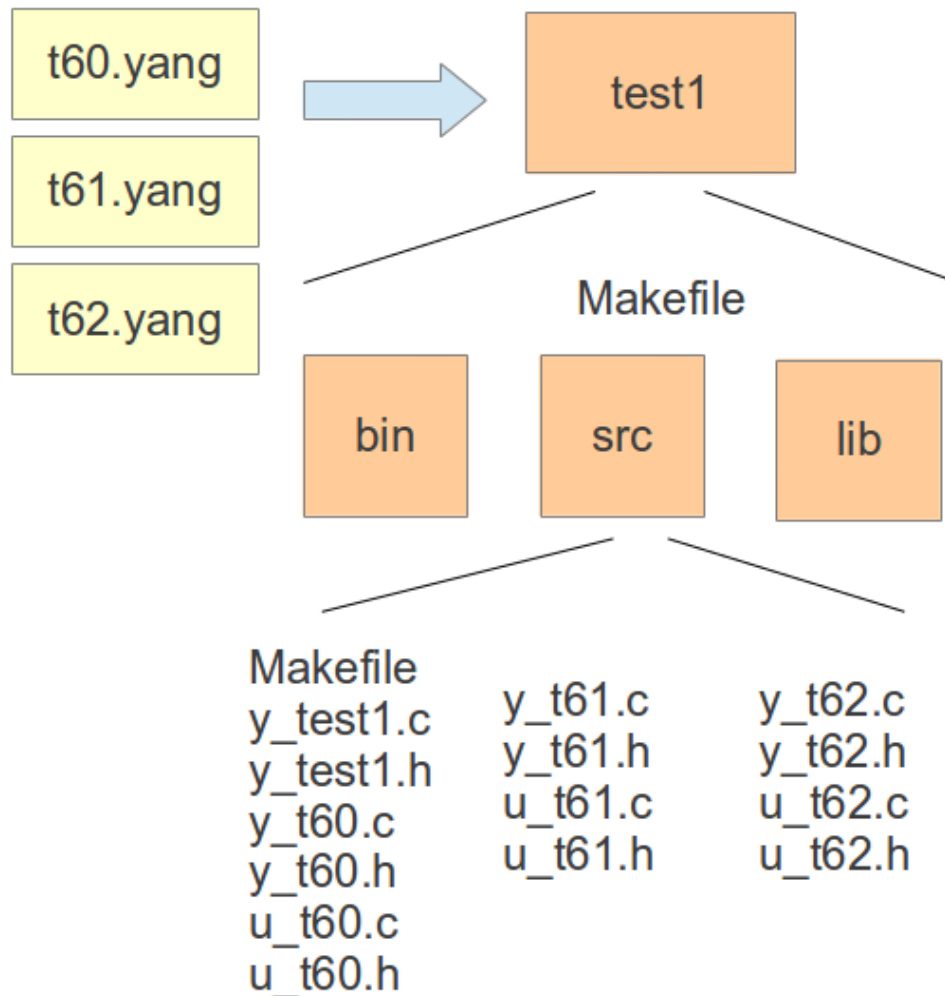 t60.yang
t61.yang
t62.yang
test1
Makefile
bin
src
lib
Makefile
y_test1.c
y_test1.h
y_t60.c
y_t60.h
u_t60.c
u_t60.h
y_t61.c
y_t61.h
u_t61.c
u_t61.h
y_t62.c
y_t62.h
u_t62.c
u_t62.h